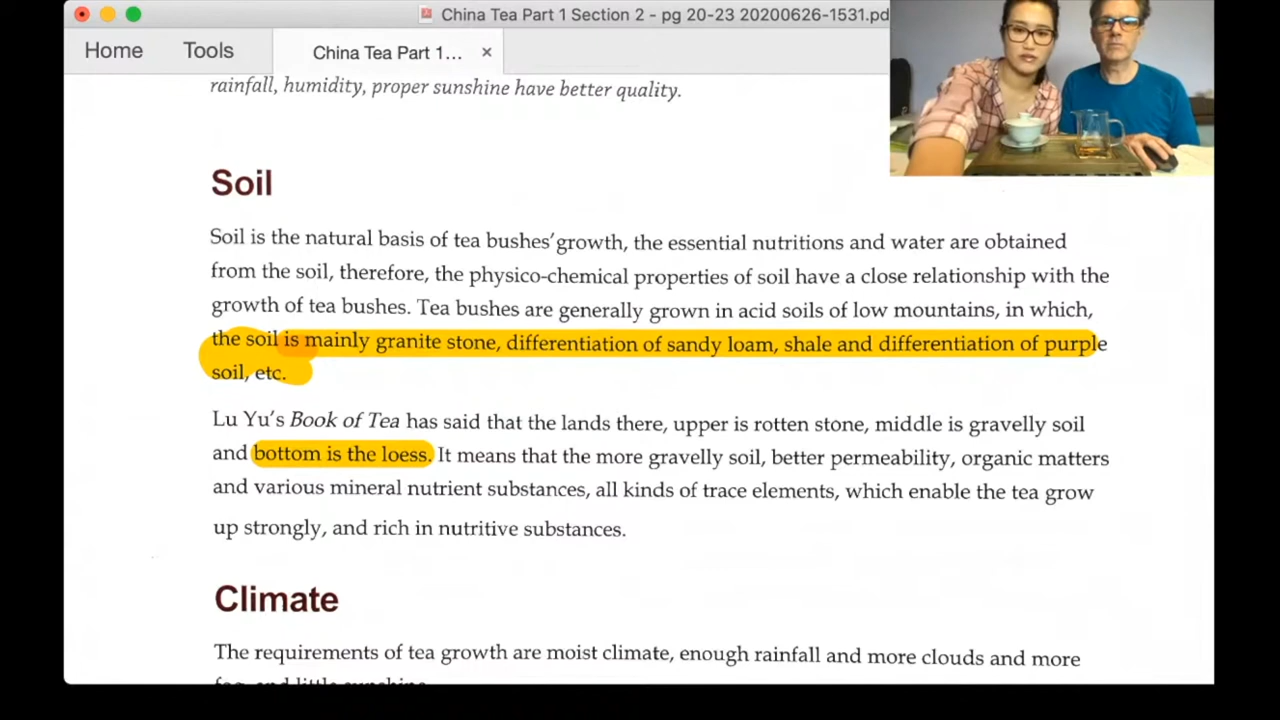 China Tea Part 1 Section 2 - pg 20-23 20200626-1531.pd
Home Tools China Tea Part 1... ×
rainfall, humidity, proper sunshine have better quality.
Soil
Soil is the natural basis of tea bushes’growth, the essential nutritions and water are obtained
from the soil, therefore, the physico-chemical properties of soil have a close relationship with the
growth of tea bushes. Tea bushes are generally grown in acid soils of low mountains, in which,
the soil is mainly granite stone, differentiation of sandy loam, shale and differentiation of purple
soil, etc.
Lu Yu’s Book of Tea has said that the lands there, upper is rotten stone, middle is gravelly soil
and bottom is the loess. It means that the more gravelly soil, better permeability, organic matters
and various mineral nutrient substances, all kinds of trace elements, which enable the tea grow
up strongly, and rich in nutritive substances.
Climate
The requirements of tea growth are moist climate, enough rainfall and more clouds and more
fog, and little sunshine.